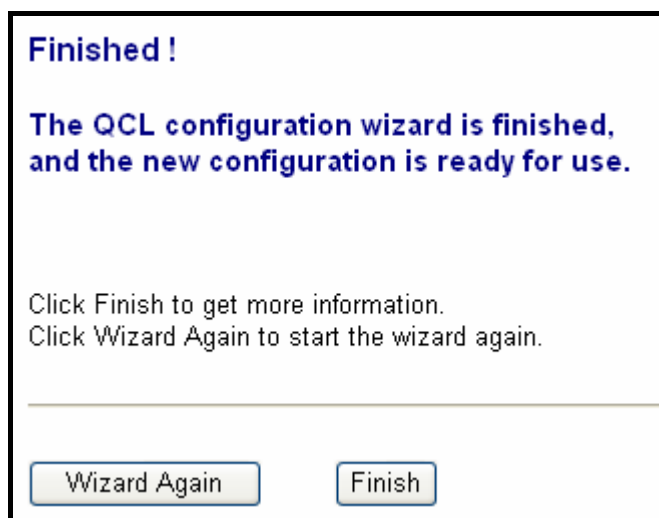 Finished !
The QCL configuration wizard is finished,
and the new configuration is ready for use.
Click Finish to get more information.
Click Wizard Again to start the wizard again.
Wizard Again
Finish